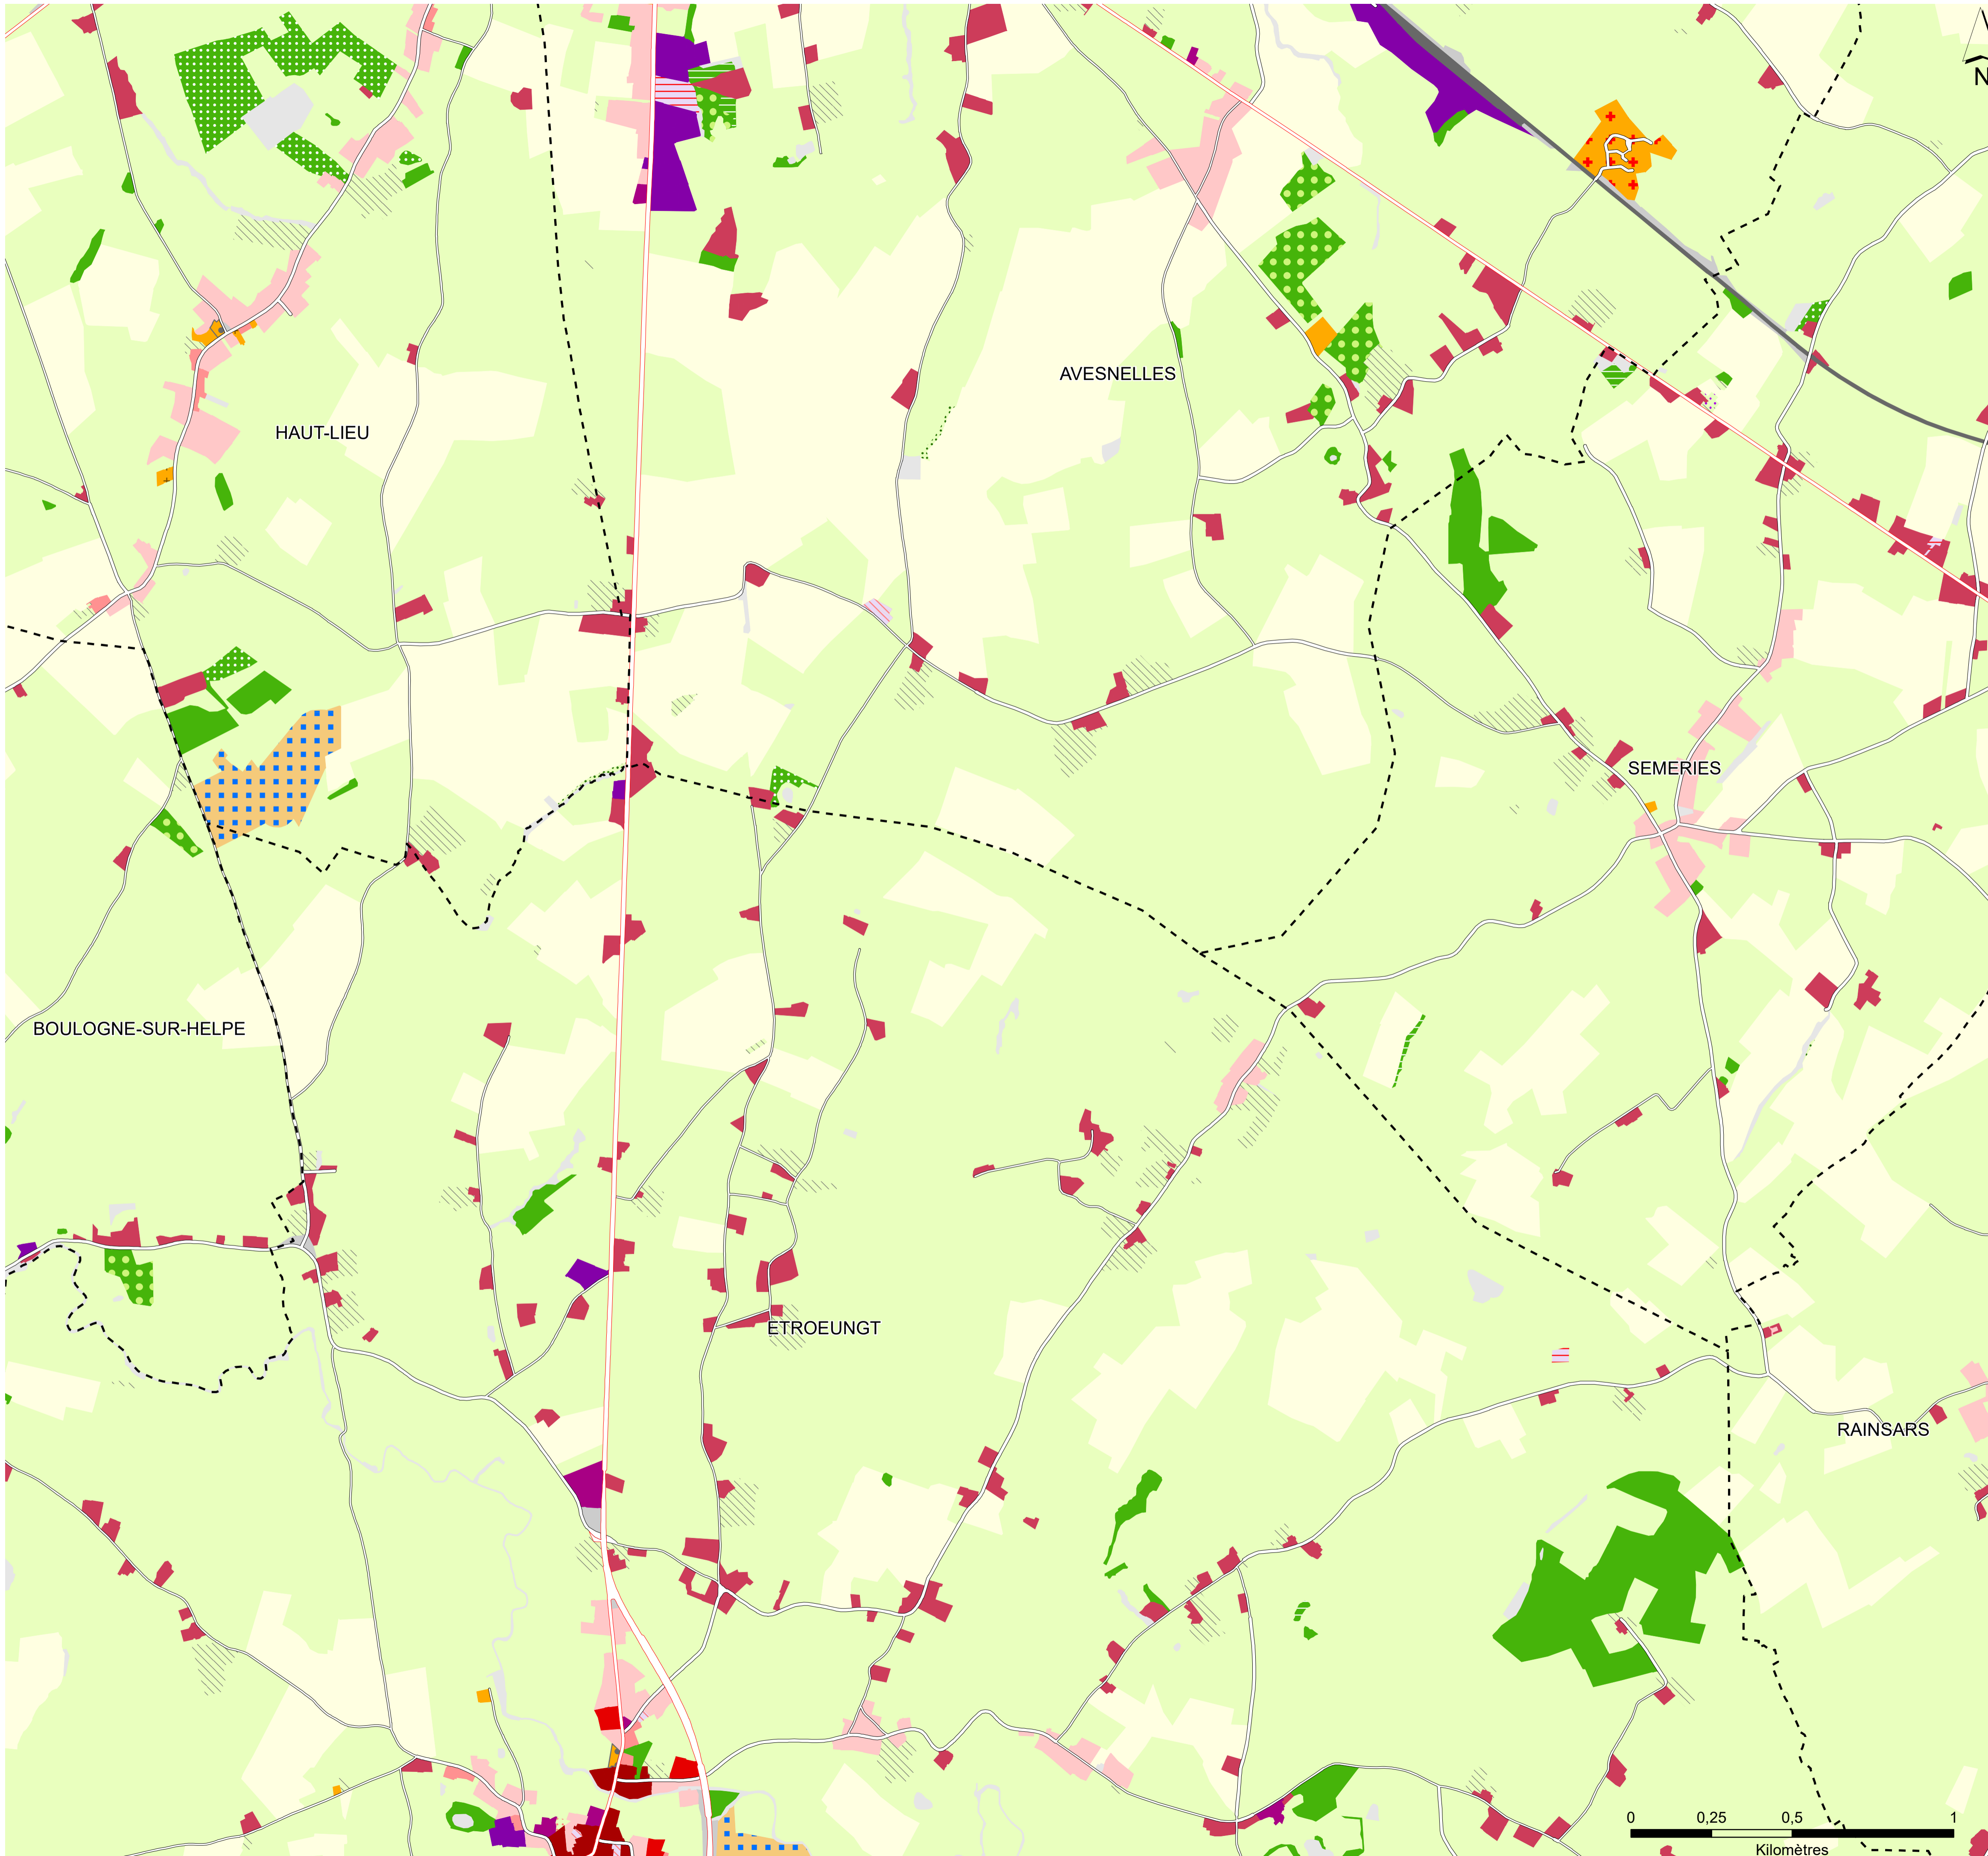 N
AVESNELLES
HAUT-LIEU
SEMERIES
BOULOGNE-SUR-HELPE
ETROEUNGT
RAINSARS
0 0,25 0,5 1
Kilomètres